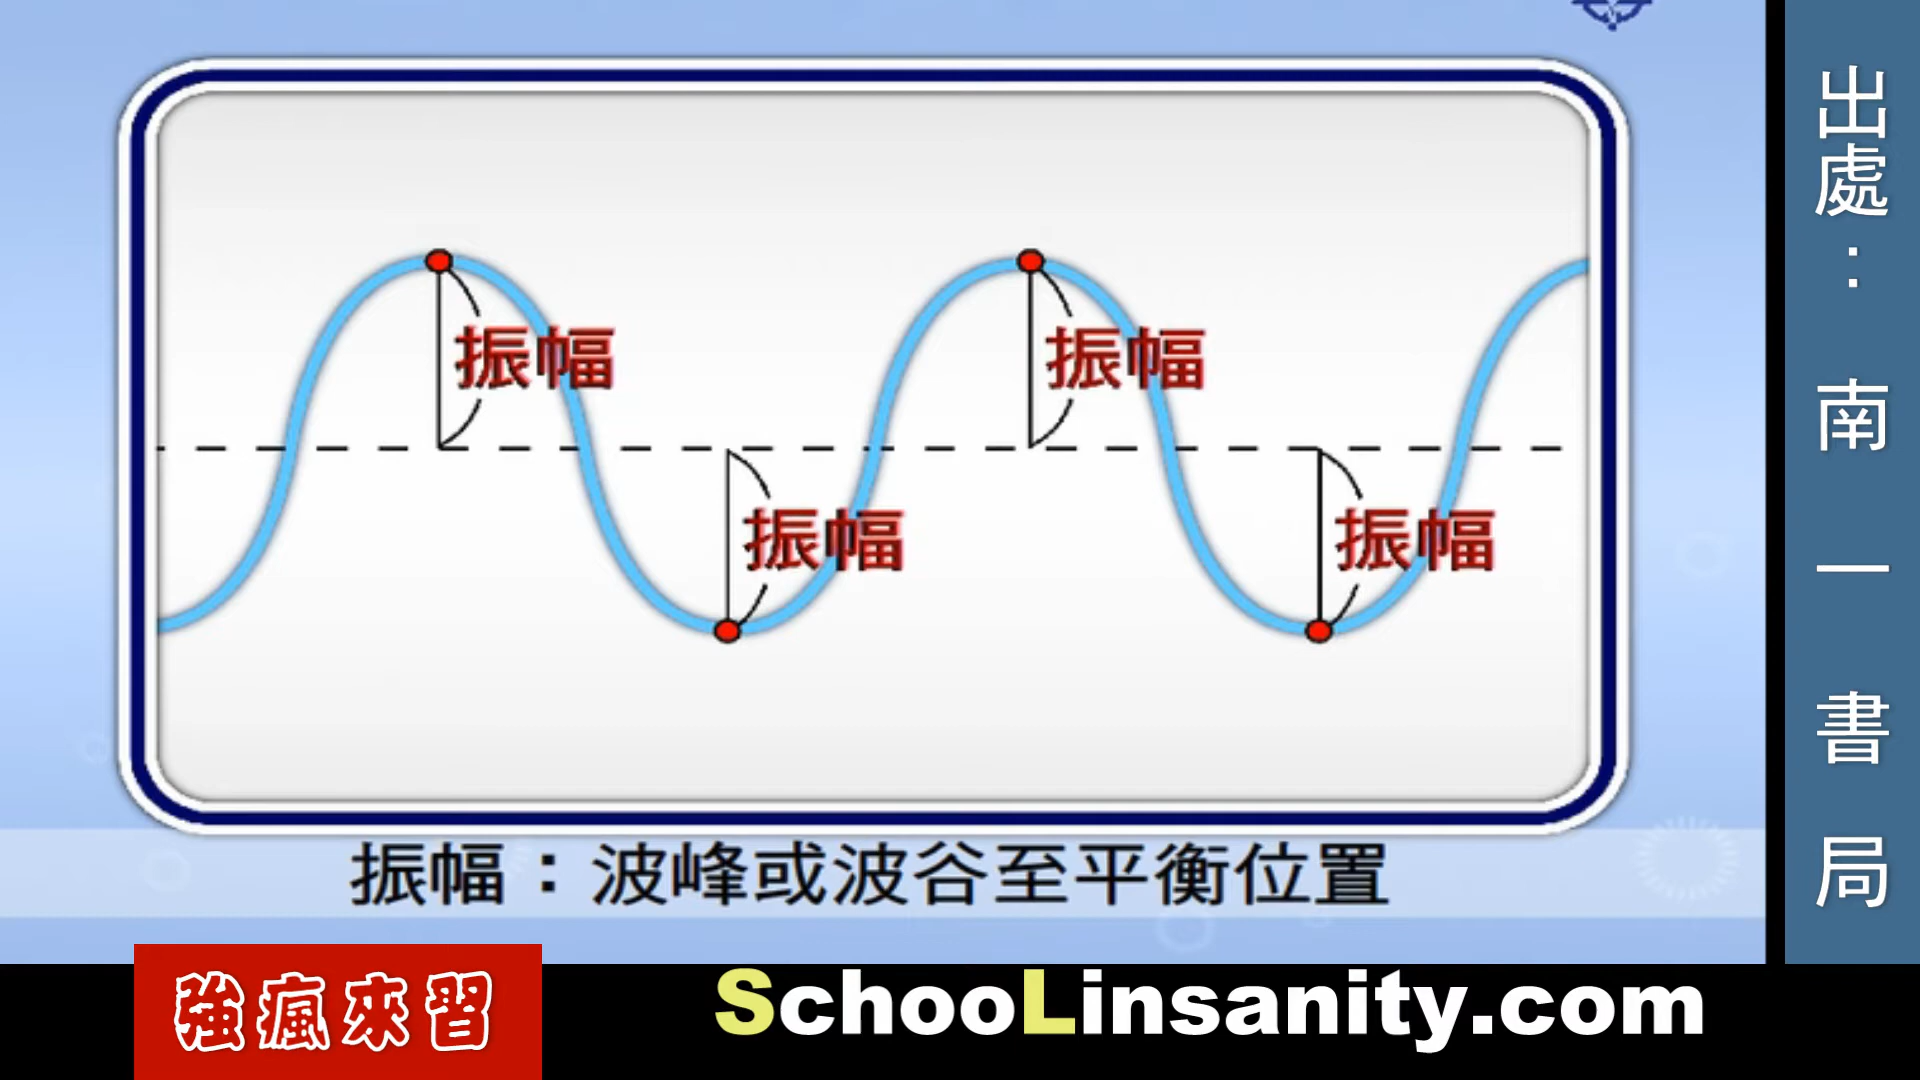 振幅
振幅
振幅
振幅
振幅：波峰或波谷至平衡位置
出處：南一書局
強瘋來習
SchooLinsanity.com